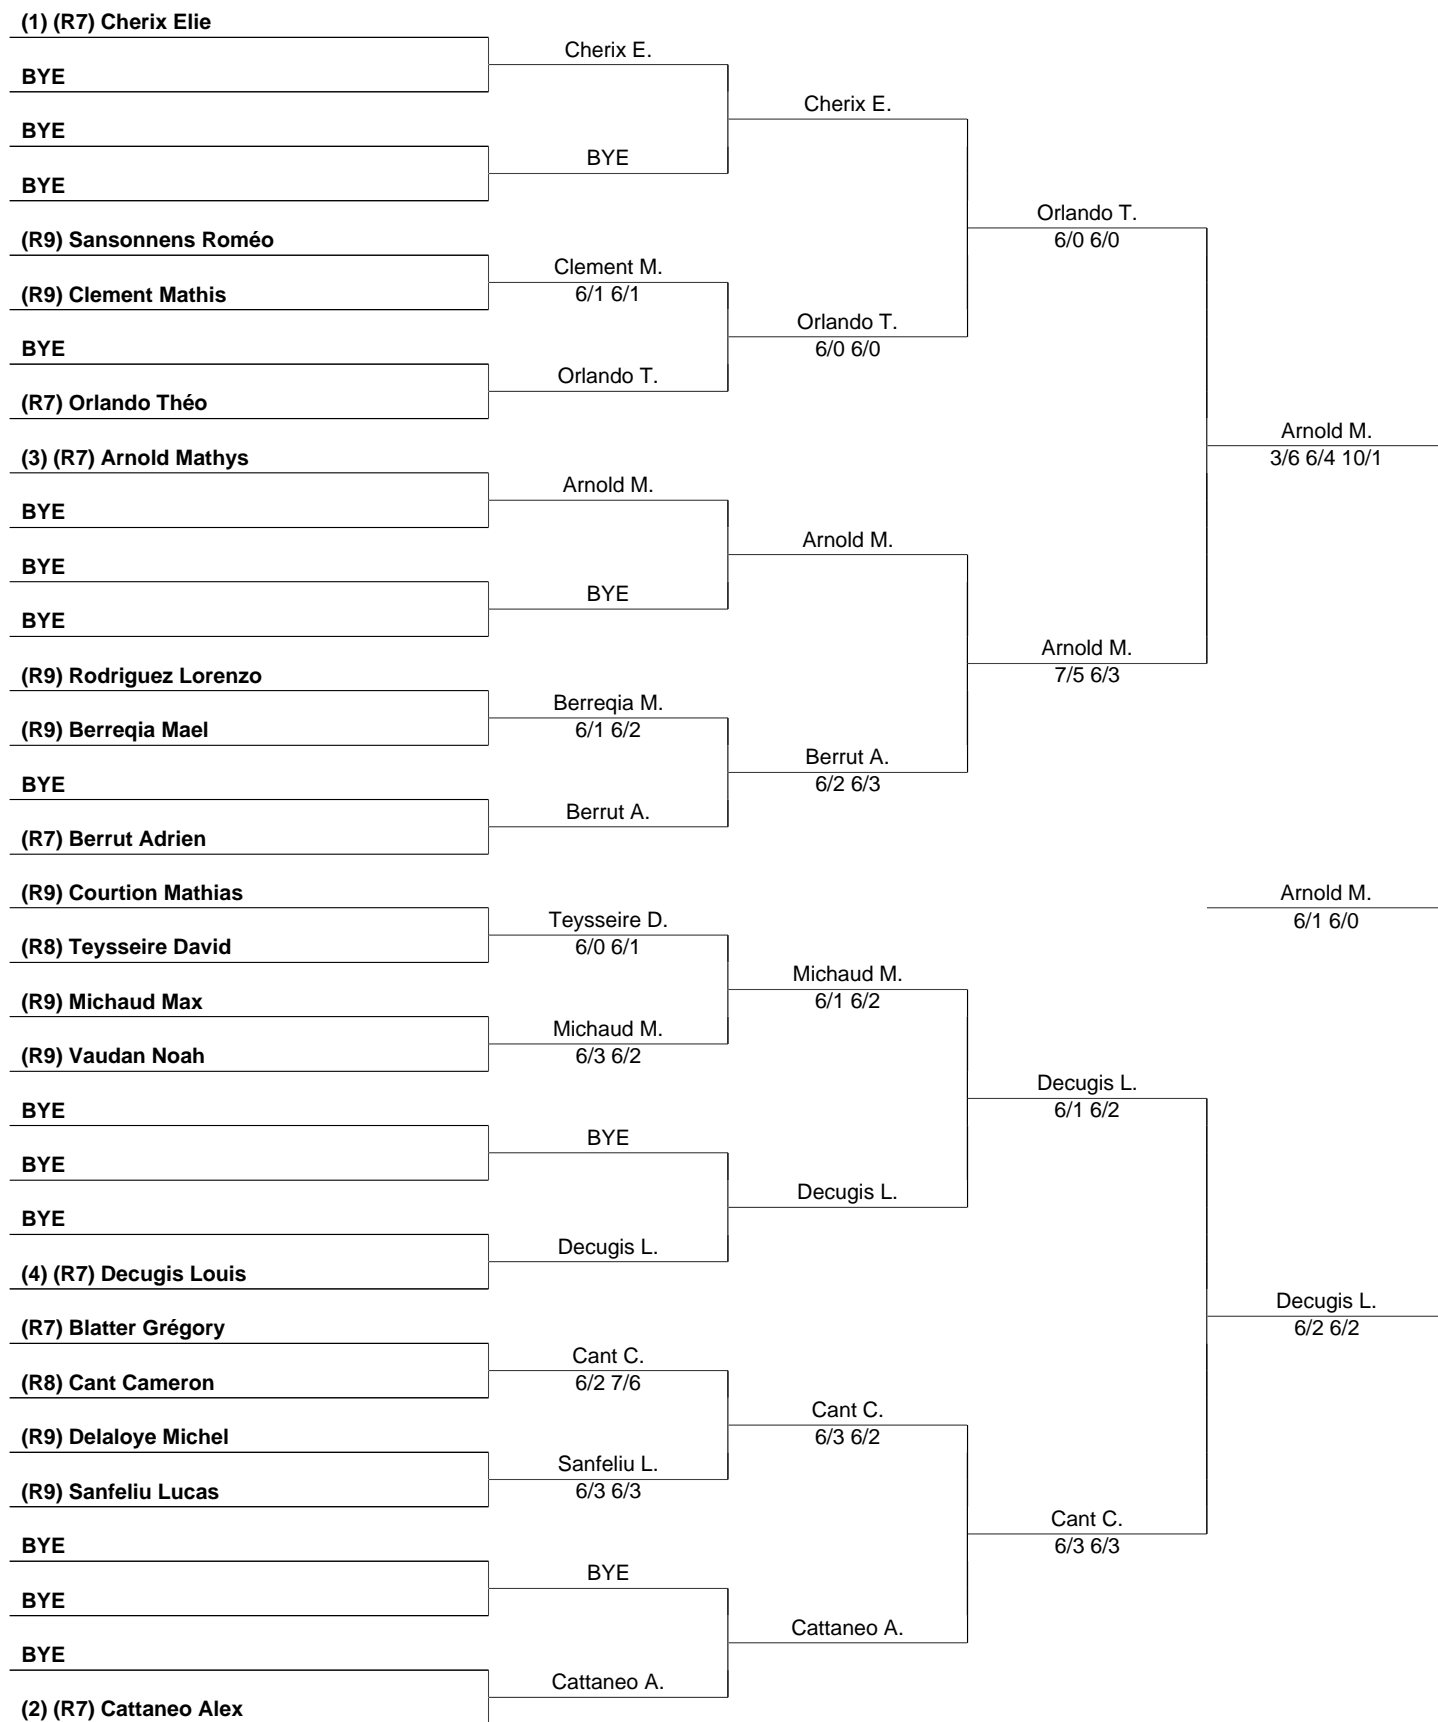 (1) (R7) Cherix Elie
BYE
BYE
BYE
(R9) Sansonnens Roméo
(R9) Clement Mathis
BYE
(R7) Orlando Théo
(3) (R7) Arnold Mathys
BYE
BYE
BYE
(R9) Rodriguez Lorenzo
(R9) Berreqia Mael
BYE
(R7) Berrut Adrien
(R9) Courtion Mathias
(R8) Teysseire David
(R9) Michaud Max
(R9) Vaudan Noah
BYE
BYE
BYE
(4) (R7) Decugis Louis
(R7) Blatter Grégory
(R8) Cant Cameron
(R9) Delaloye Michel
(R9) Sanfeliu Lucas
BYE
BYE
BYE
(2) (R7) Cattaneo Alex
Cherix E.
BYE
Clement M.
6/1 6/1
Orlando T.
Arnold M.
BYE
Berreqia M.
6/1 6/2
Berrut A.
Teysseire D.
6/0 6/1
Michaud M.
6/3 6/2
BYE
Decugis L.
Cant C.
6/2 7/6
Sanfeliu L.
6/3 6/3
BYE
Cattaneo A.
Cherix E.
Orlando T.
6/0 6/0
Arnold M.
Berrut A.
6/2 6/3
Michaud M.
6/1 6/2
Decugis L.
Cant C.
6/3 6/2
Cattaneo A.
Orlando T.
6/0 6/0
Arnold M.
7/5 6/3
Decugis L.
6/1 6/2
Cant C.
6/3 6/3
Arnold M.
3/6 6/4 10/1
Arnold M.
6/1 6/0
Decugis L.
6/2 6/2